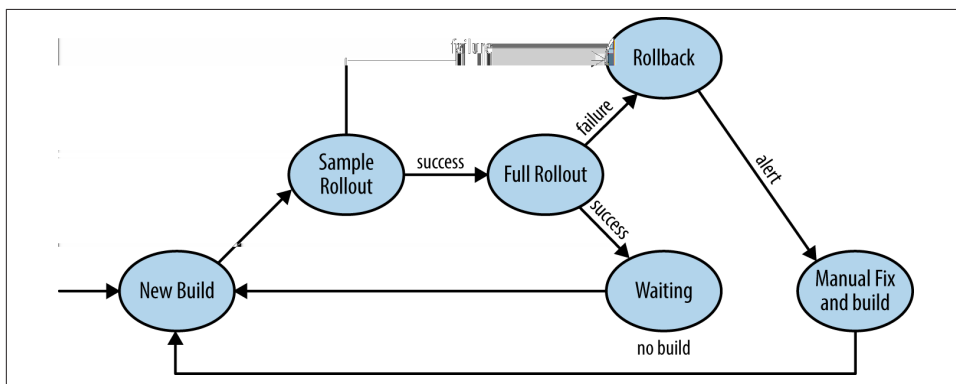 failure
Rollback
failure
Sample
Rollout
success
Full Rollout
alert
success
New Build
Waiting
Manual Fix
and build
no build